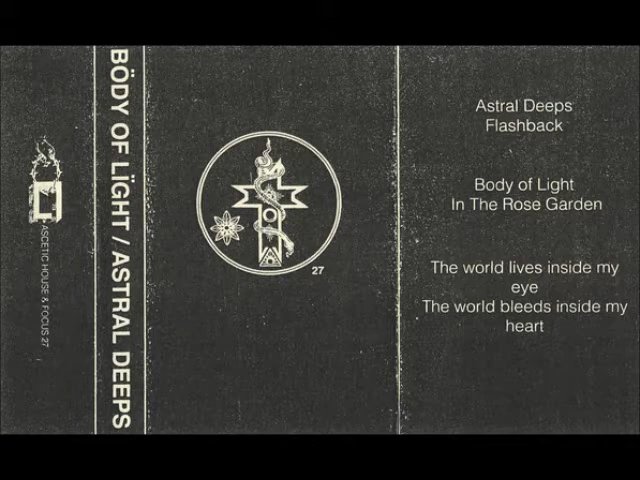 ASCETIC HOUSE & FOCUS 27
BÖDY OF LÏGHT / ASTRAL DEEPS
27
Astral Deeps
Flashback
Body of Light
In The Rose Garden
The world lives inside my
eye
The world bleeds inside my
heart